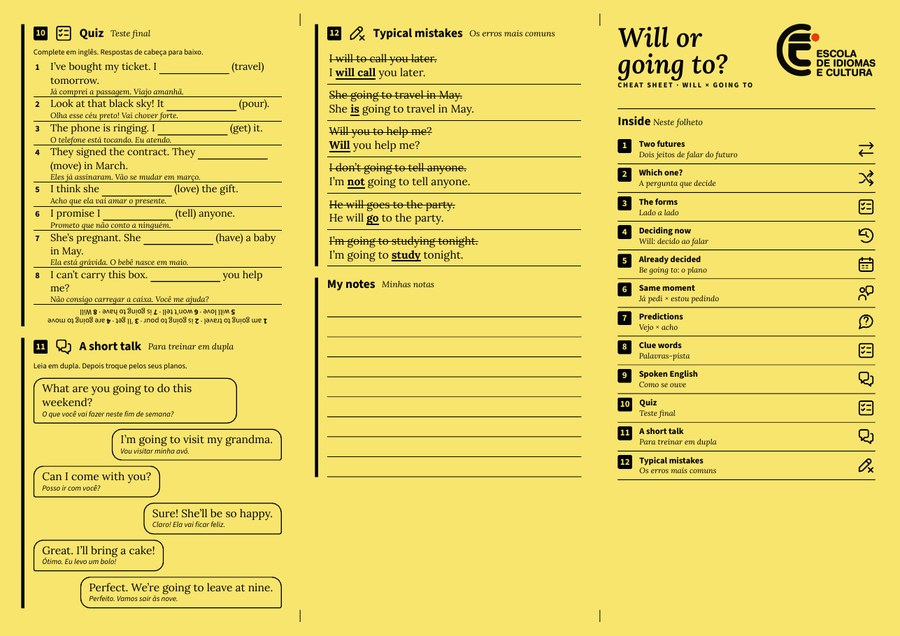 10 Quiz Teste final
Complete em inglês. Respostas de cabeça para baixo.
1 I’ve bought my ticket. I ____________ (travel)
tomorrow.
Já comprei a passagem. Viajo amanhã.
2 Look at that black sky! It ____________ (pour).
Olha esse céu preto! Vai chover forte.
3 The phone is ringing. I ____________ (get) it.
O telefone está tocando. Eu atendo.
4 They signed the contract. They ____________
(move) in March.
Eles já assinaram. Vão se mudar em março.
5 I think she ____________ (love) the gift.
Acho que ela vai amar o presente.
6 I promise I ____________ (tell) anyone.
Prometo que não conto a ninguém.
7 She’s pregnant. She ____________ (have) a baby
in May.
Ela está grávida. O bebê nasce em maio.
8 I can’t carry this box. ____________ you help
me?
Não consigo carregar a caixa. Você me ajuda?
1 am going to travel · 2 is going to pour · 3 ’ll get · 4 are going to move
5 will love · 6 won’t tell · 7 is going to have · 8 Will
11 A short talk Para treinar em dupla
Leia em dupla. Depois troque pelos seus planos.
What are you going to do this
weekend?
O que você vai fazer neste fim de semana?
I’m going to visit my grandma.
Vou visitar minha avó.
Can I come with you?
Posso ir com você?
Sure! She’ll be so happy.
Claro! Ela vai ficar feliz.
Great. I’ll bring a cake!
Ótimo. Eu levo um bolo!
Perfect. We’re going to leave at nine.
Perfeito. Vamos sair às nove.
12 Typical mistakes Os erros mais comuns
I will to call you later.
I will call you later.
She going to travel in May.
She is going to travel in May.
Will you to help me?
Will you help me?
I don’t going to tell anyone.
I’m not going to tell anyone.
He will goes to the party.
He will go to the party.
I’m going to studying tonight.
I’m going to study tonight.
My notes Minhas notas
Will or
going to?
CHEAT SHEET · WILL × GOING TO
ESCOLA
DE IDIOMAS
E CULTURA
Inside Neste folheto
1 Two futures
Dois jeitos de falar do futuro
2 Which one?
A pergunta que decide
3 The forms
Lado a lado
4 Deciding now
Will: decido ao falar
5 Already decided
Be going to: o plano
6 Same moment
Já pedi × estou pedindo
7 Predictions
Vejo × acho
8 Clue words
Palavras-pista
9 Spoken English
Como se ouve
10 Quiz
Teste final
11 A short talk
Para treinar em dupla
12 Typical mistakes
Os erros mais comuns